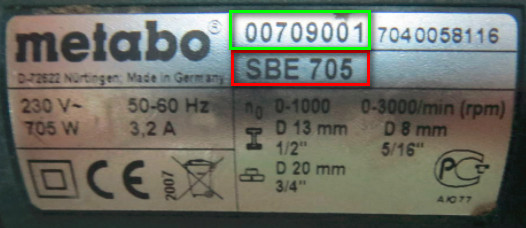 metabo® 00709001 7040058116
D-72622 Nürtingen, Made in Germany SBE 705
230 V~ 50-60 Hz n₀ 0-1000 0-3000/min (rpm)
705 W 3,2 A D 13 mm D 8 mm
1/2" 5/16"
CE 2007 D 20 mm
3/4"